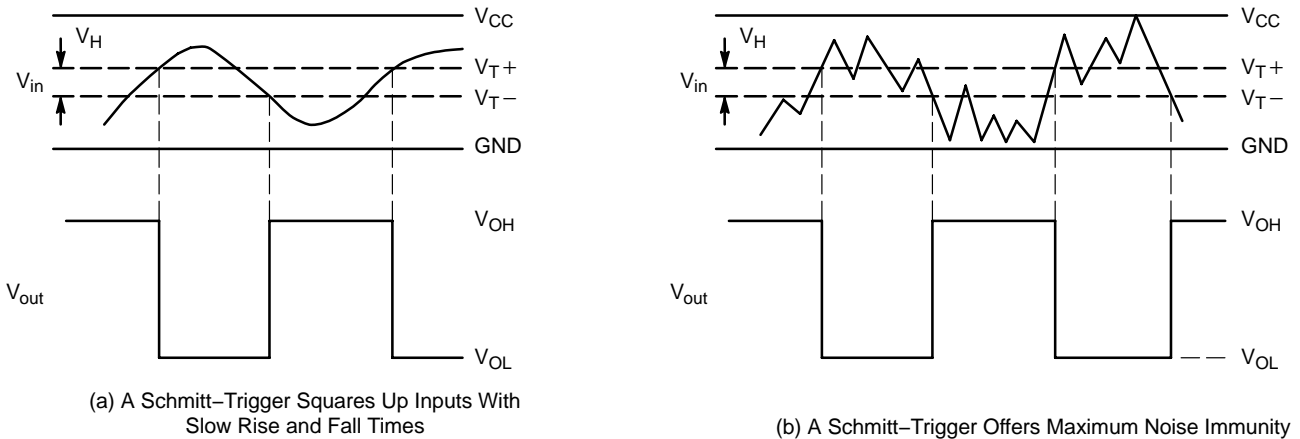 V_CC
V_H
V_in
V_T+
V_T−
GND
V_OH
V_out
V_OL
(a) A Schmitt−Trigger Squares Up Inputs With
Slow Rise and Fall Times
V_CC
V_H
V_in
V_T+
V_T−
GND
V_OH
V_out
V_OL
(b) A Schmitt−Trigger Offers Maximum Noise Immunity